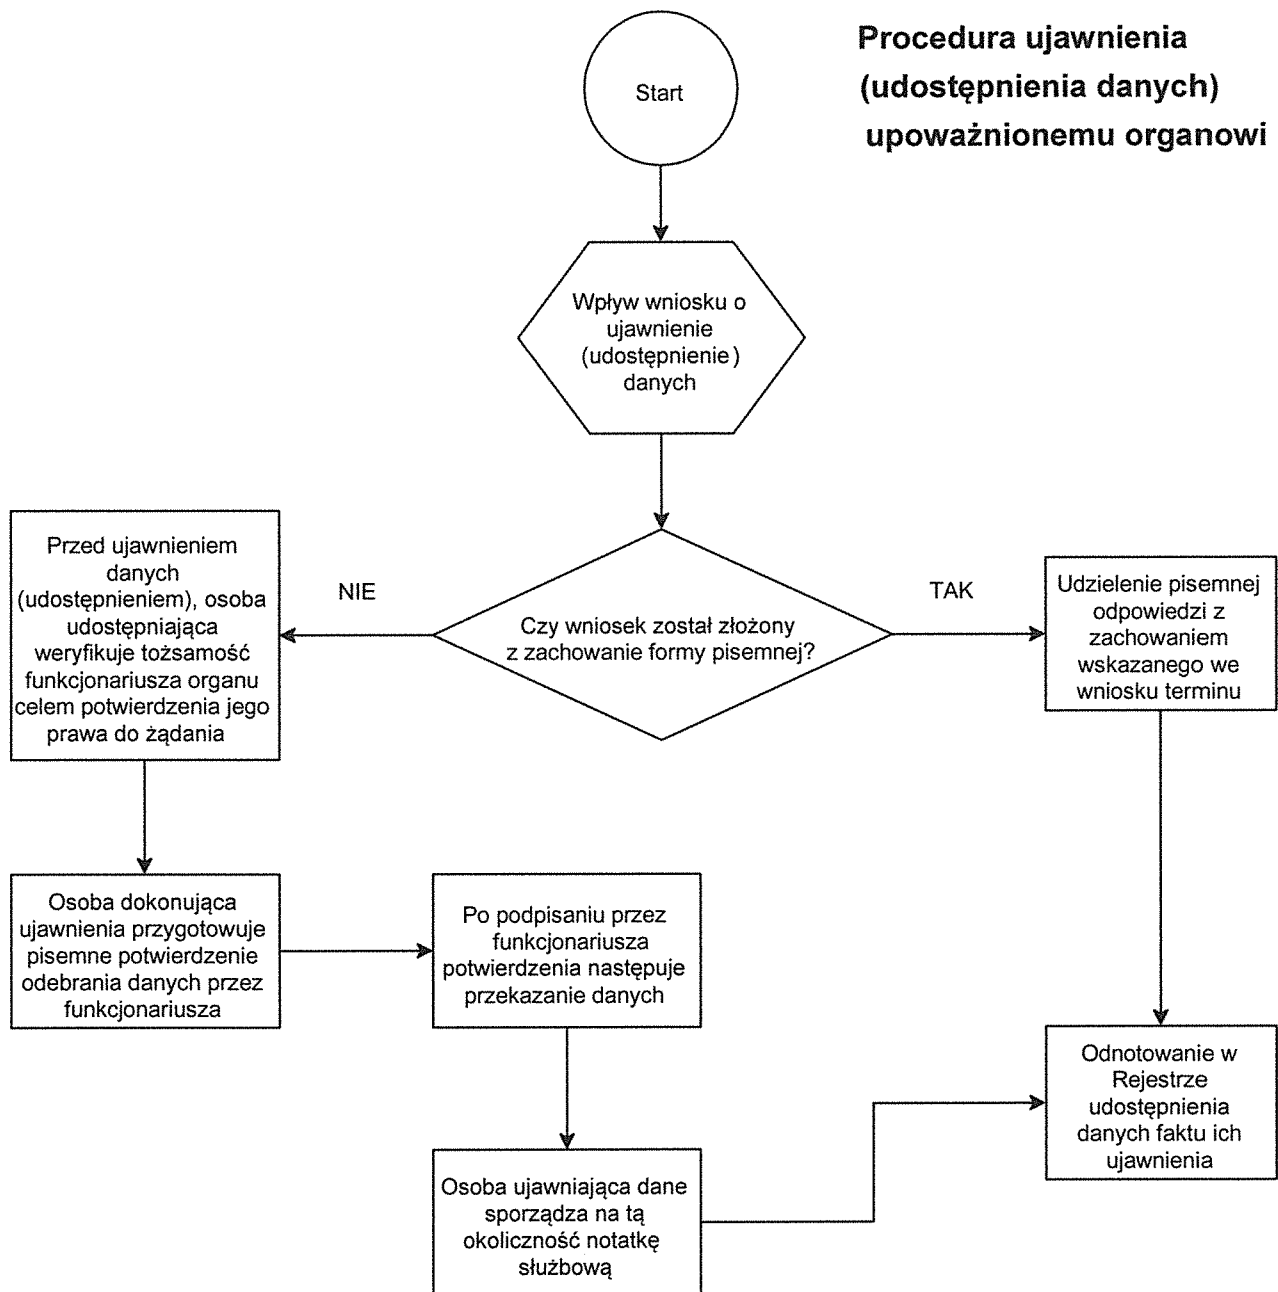 Procedura ujawnienia
(udostępnienia danych)
upoważnionemu organowi
Start
Wpływ wniosku o
ujawnienie
(udostępnienie)
danych
Czy wniosek został złożony
z zachowanie formy pisemnej?
NIE
TAK
Przed ujawnieniem
danych
(udostępnieniem), osoba
udostępniająca
weryfikuje tożsamość
funkcjonariusza organu
celem potwierdzenia jego
prawa do żądania
Udzielenie pisemnej
odpowiedzi z
zachowaniem
wskazanego we
wniosku terminu
Osoba dokonująca
ujawnienia przygotowuje
pisemne potwierdzenie
odebrania danych przez
funkcjonariusza
Po podpisaniu przez
funkcjonariusza
potwierdzenia następuje
przekazanie danych
Osoba ujawniająca dane
sporządza na tą
okoliczność notatkę
służbową
Odnotowanie w
Rejestrze
udostępnienia
danych faktu ich
ujawnienia